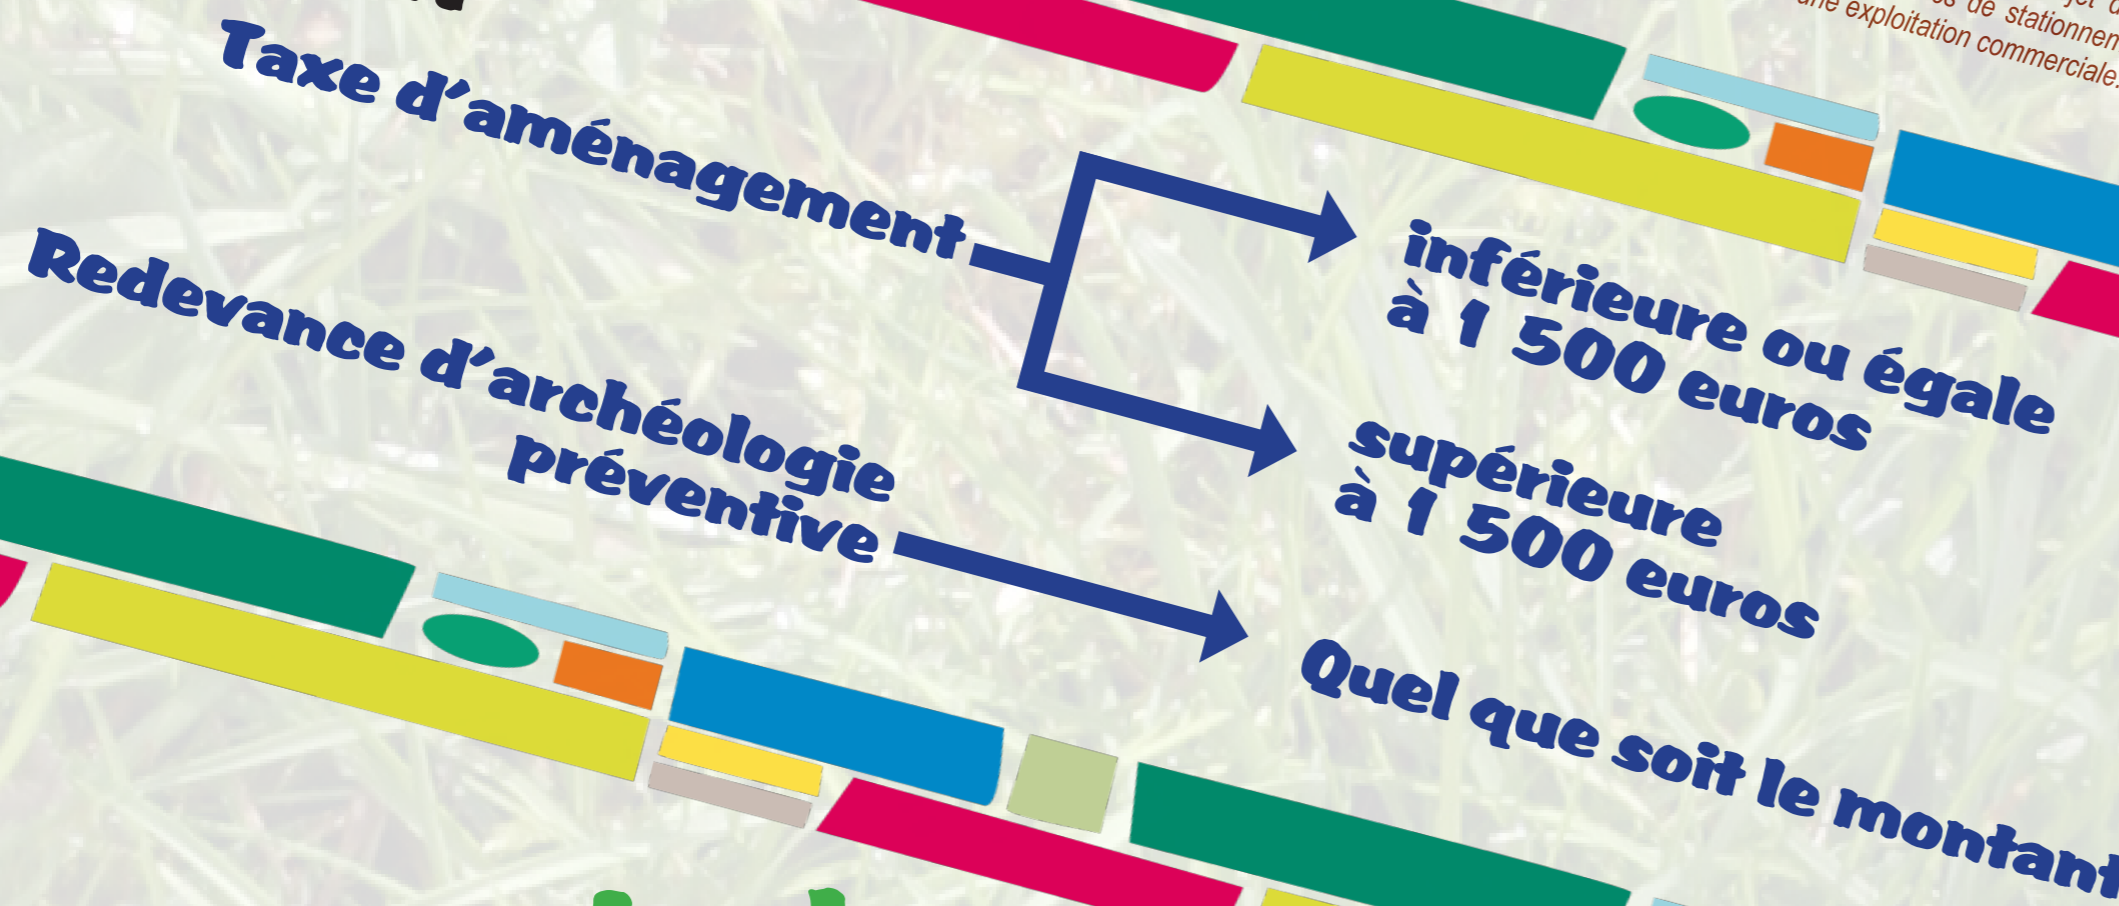 de stationnem
une exploitation commerciale.
Taxe d'aménagement
inférieure ou égale
à 1 500 euros
supérieure
à 1 500 euros
Redevance d'archéologie
préventive
Quel que soit le montant